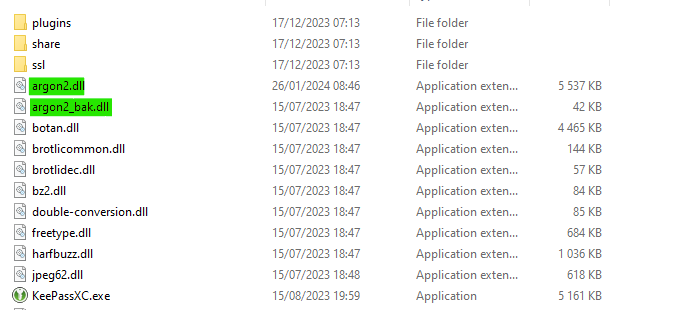 plugins 17/12/2023 07:13 File folder
share 17/12/2023 07:13 File folder
ssl 17/12/2023 07:13 File folder
argon2.dll 26/01/2024 08:46 Application exten... 5 537 KB
argon2_bak.dll 15/07/2023 18:47 Application exten... 42 KB
botan.dll 15/07/2023 18:47 Application exten... 4 465 KB
brotlicommon.dll 15/07/2023 18:47 Application exten... 144 KB
brotlidec.dll 15/07/2023 18:47 Application exten... 57 KB
bz2.dll 15/07/2023 18:47 Application exten... 84 KB
double-conversion.dll 15/07/2023 18:47 Application exten... 85 KB
freetype.dll 15/07/2023 18:47 Application exten... 684 KB
harfbuzz.dll 15/07/2023 18:47 Application exten... 1 036 KB
jpeg62.dll 15/07/2023 18:48 Application exten... 618 KB
KeePassXC.exe 15/08/2023 19:59 Application 5 161 KB